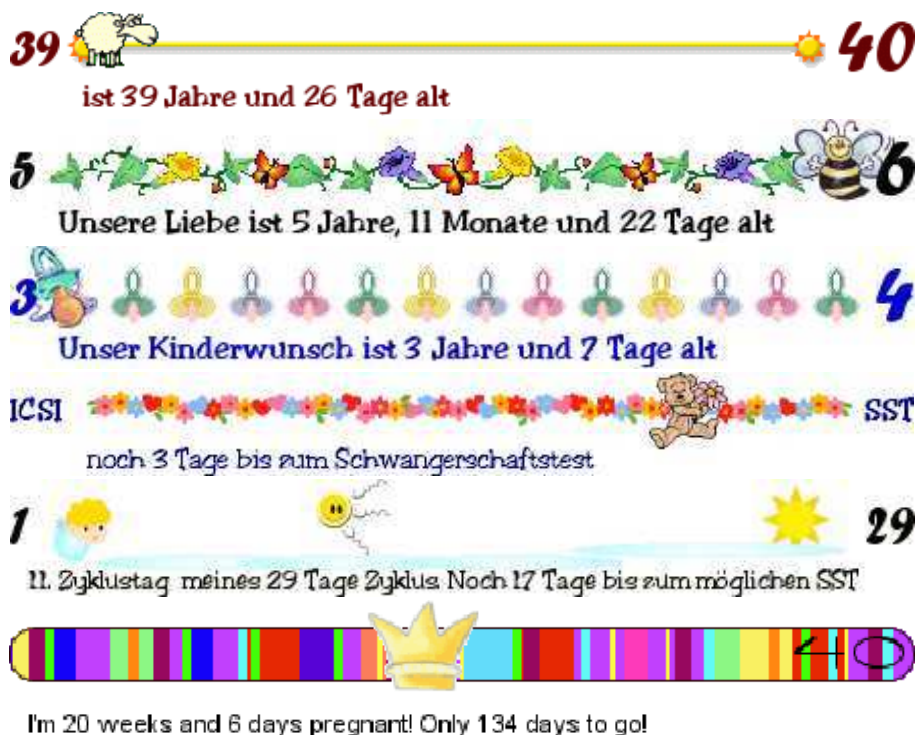 39 40
ist 39 Jahre und 26 Tage alt
5 6
Unsere Liebe ist 5 Jahre, 11 Monate und 22 Tage alt
3 4
Unser Kinderwunsch ist 3 Jahre und 7 Tage alt
ICSI SST
noch 3 Tage bis zum Schwangerschaftstest
1 29
11. Zyklustag meines 29 Tage Zyklus. Noch 17 Tage bis zum möglichen SST
40
I'm 20 weeks and 6 days pregnant! Only 134 days to go!